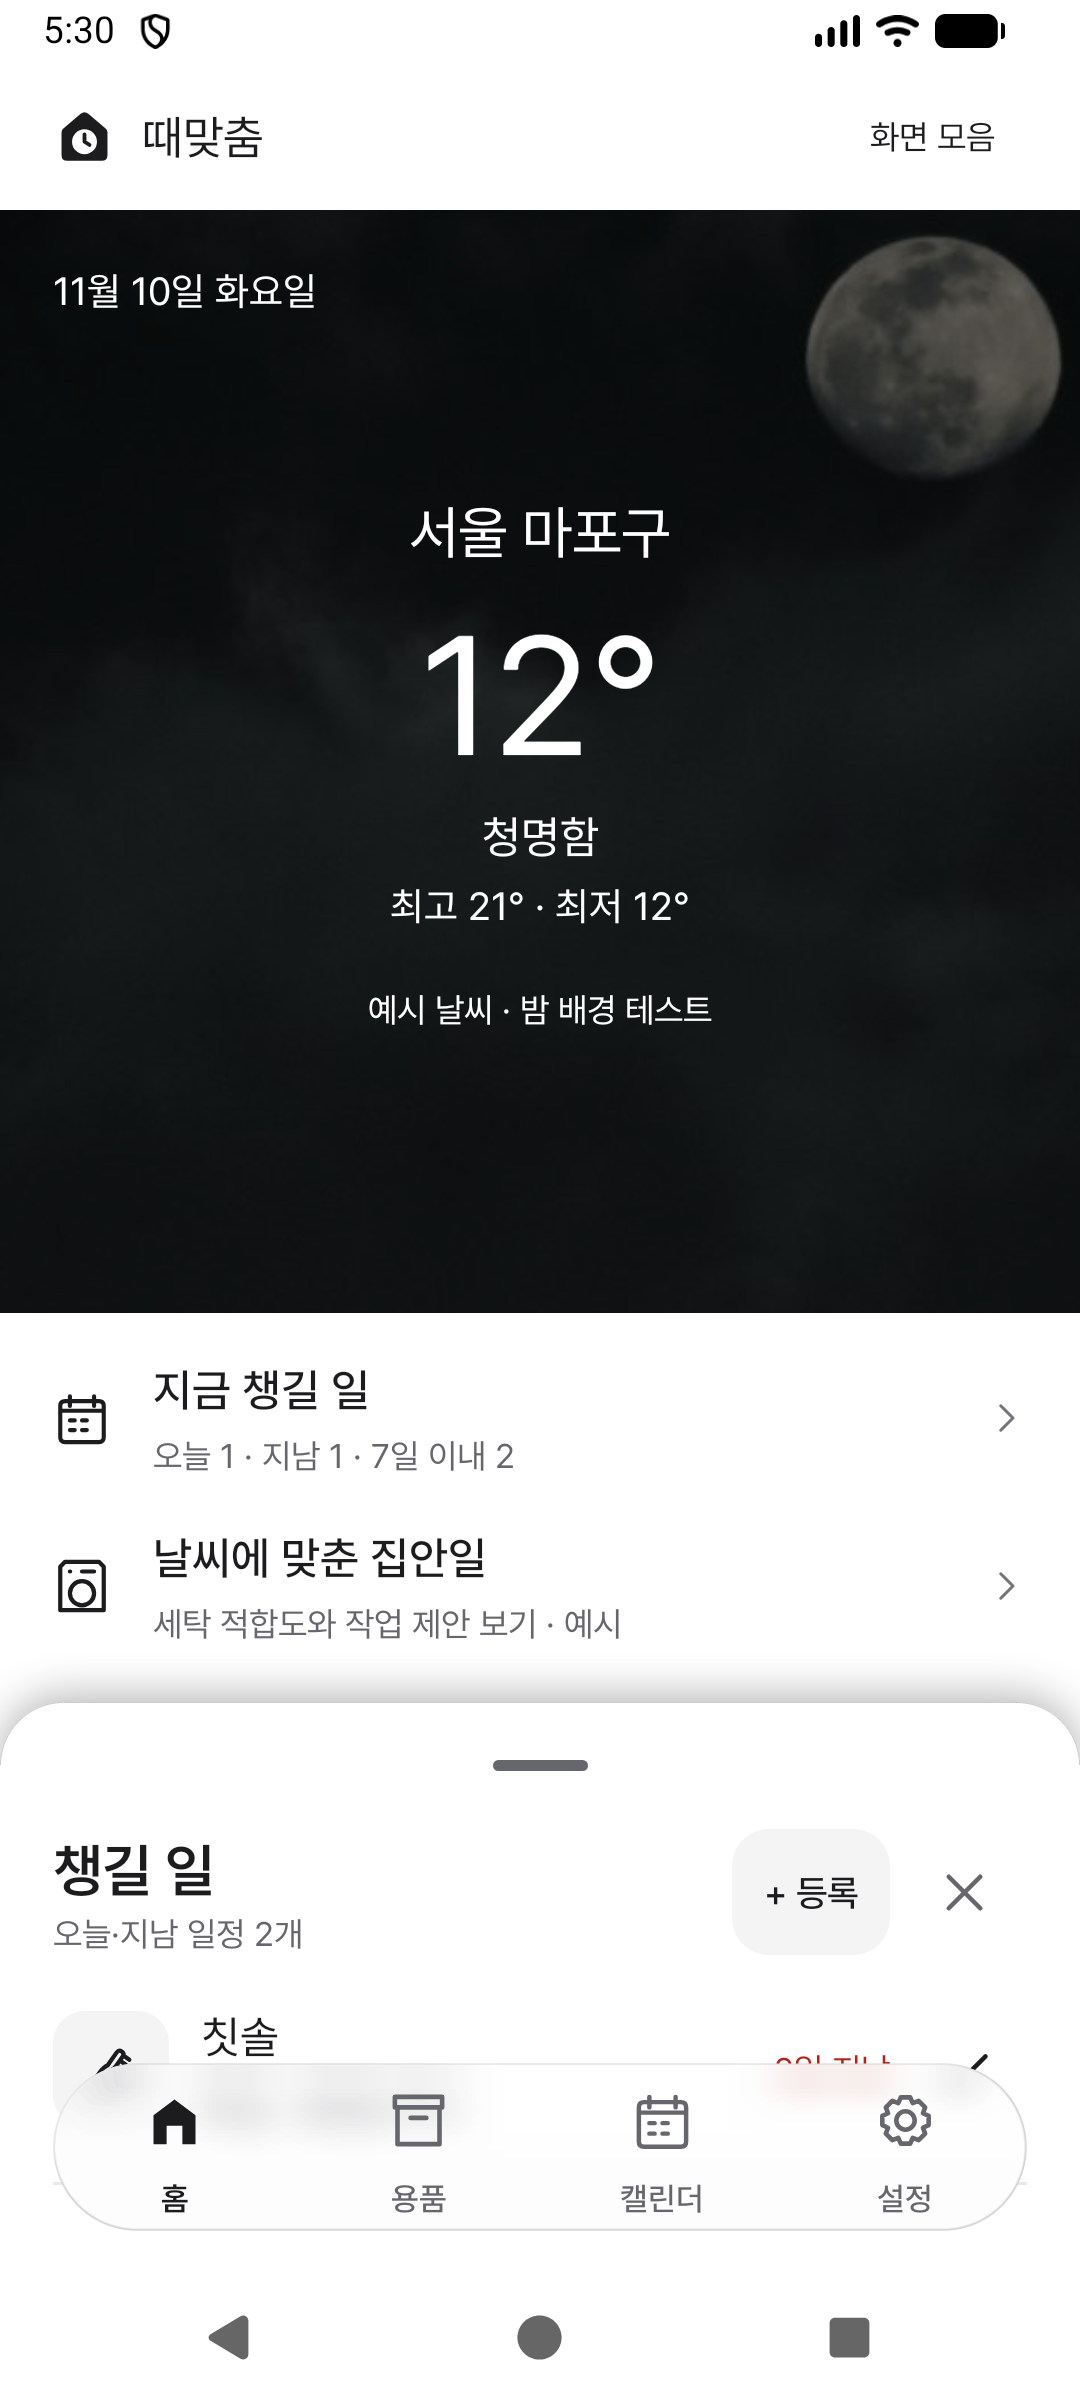 5:30
때맞춤
화면 모음
11월 10일 화요일
서울 마포구
12°
청명함
최고 21° · 최저 12°
예시 날씨 · 밤 배경 테스트
지금 챙길 일
오늘 1 · 지남 1 · 7일 이내 2
날씨에 맞춘 집안일
세탁 적합도와 작업 제안 보기 · 예시
챙길 일
오늘·지남 일정 2개
+ 등록
칫솔
홈
용품
캘린더
설정